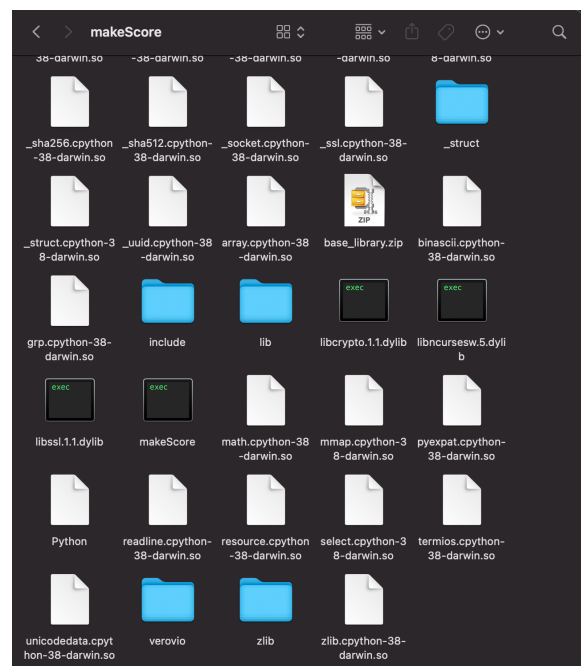 makeScore
38-darwin.so -38-darwin.so -38-darwin.so -darwin.so 8-darwin.so
_sha256.cpython _sha512.cpython- _socket.cpython- _ssl.cpython-38- _struct
-38-darwin.so 38-darwin.so 38-darwin.so darwin.so
ZIP
_struct.cpython-3 _uuid.cpython-38 array.cpython-38 base_library.zip binascii.cpython-
8-darwin.so -darwin.so -darwin.so 38-darwin.so
exec exec
grp.cpython-38- include lib libcrypto.1.1.dylib libncursesw.5.dyli
darwin.so b
exec exec
libssl.1.1.dylib makeScore math.cpython-38 mmap.cpython-3 pyexpat.cpython-
-darwin.so 8-darwin.so 38-darwin.so
Python readline.cpython- resource.cpython select.cpython-3 termios.cpython-
38-darwin.so -38-darwin.so 8-darwin.so 38-darwin.so
unicodedata.cpyt verovio zlib zlib.cpython-38-
hon-38-darwin.so darwin.so